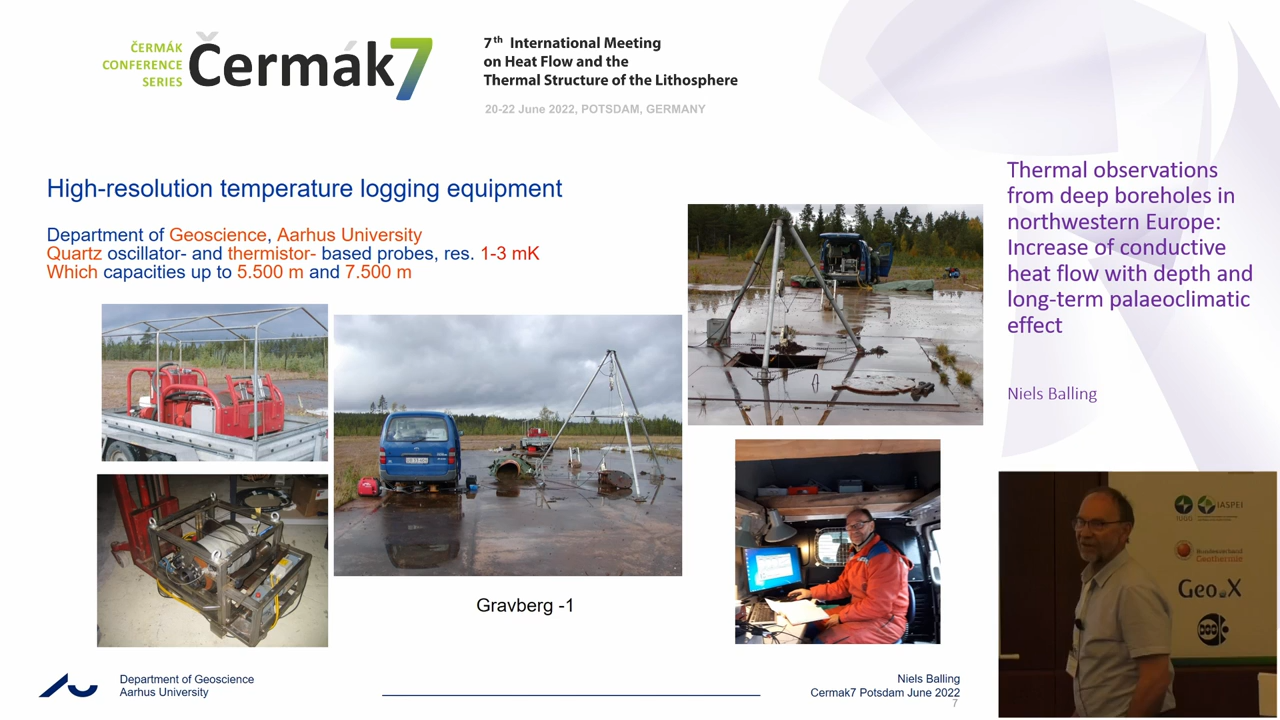 ČERMÁK
CONFERENCE
SERIES
Čermák7
7th International Meeting
on Heat Flow and the
Thermal Structure of the Lithosphere
20-22 June 2022, POTSDAM, GERMANY
High-resolution temperature logging equipment
Department of Geoscience, Aarhus University
Quartz oscillator- and thermistor- based probes, res. 1-3 mK
Which capacities up to 5.500 m and 7.500 m
Gravberg -1
Department of Geoscience
Aarhus University
Niels Balling
Cermak7 Potsdam June 2022
7
Thermal observations
from deep boreholes in
northwestern Europe:
Increase of conductive
heat flow with depth and
long-term palaeoclimatic
effect
Niels Balling
IUGG
IASPEI
Bundesverband
Geothermie
Geo.X